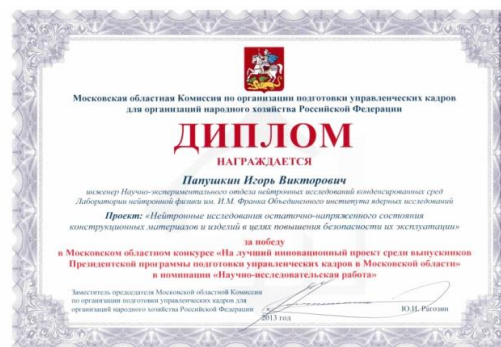 Московская областная Комиссия по организации подготовки управленческих кадров
для организаций народного хозяйства Российской Федерации
ДИПЛОМ
НАГРАЖДАЕТСЯ
Папушкин Игорь Викторович
инженер Научно-экспериментального отдела нейтронных исследований конденсированных сред
Лаборатории нейтронной физики им. И.М. Франка Объединенного института ядерных исследований
Проект: «Нейтронные исследования остаточно-напряженного состояния
конструкционных материалов и изделий в целях повышения безопасности их эксплуатации»
за победу
в Московском областном конкурсе «На лучший инновационный проект среди выпускников
Президентской программы подготовки управленческих кадров в Московской области»
в номинации «Научно-исследовательская работа»
Заместитель председателя Московской областной Комиссии
по организации подготовки управленческих кадров для
организаций народного хозяйства Российской Федерации
Ю.И. Рагозин
2013 год